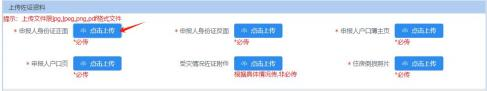 上传佐证资料
提示：上传文件限jpg,jpeg,png,pdf格式文件
* 申报人身份证正面 点击上传 * 申报人身份证反面 点击上传 * 申报人户口簿主页 点击上传
*必传 *必传 *必传
* 申报人户口页 点击上传 受灾情况佐证附件 点击上传 * 住房倒损照片 点击上传
*必传 根据具体情况传,非必传 *必传